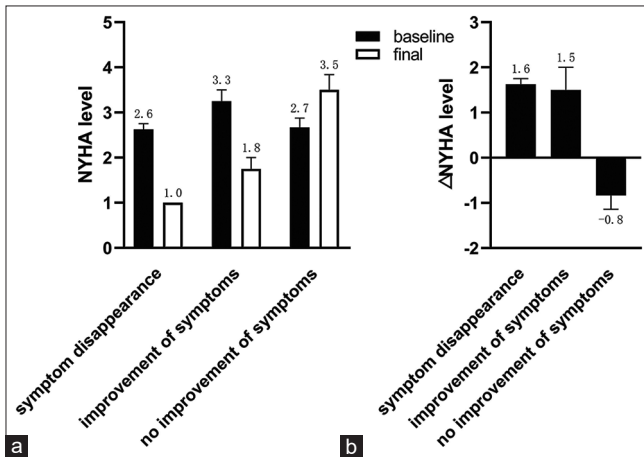 NYHA level
5
4
3
2
1
0
2.6
1.0
3.3
1.8
2.7
3.5
symptom disappearance
improvement of symptoms
no improvement of symptoms
a
baseline
final
△NYHA level
3
2
1
0
-1
-2
1.6
1.5
-0.8
symptom disappearance
improvement of symptoms
no improvement of symptoms
b